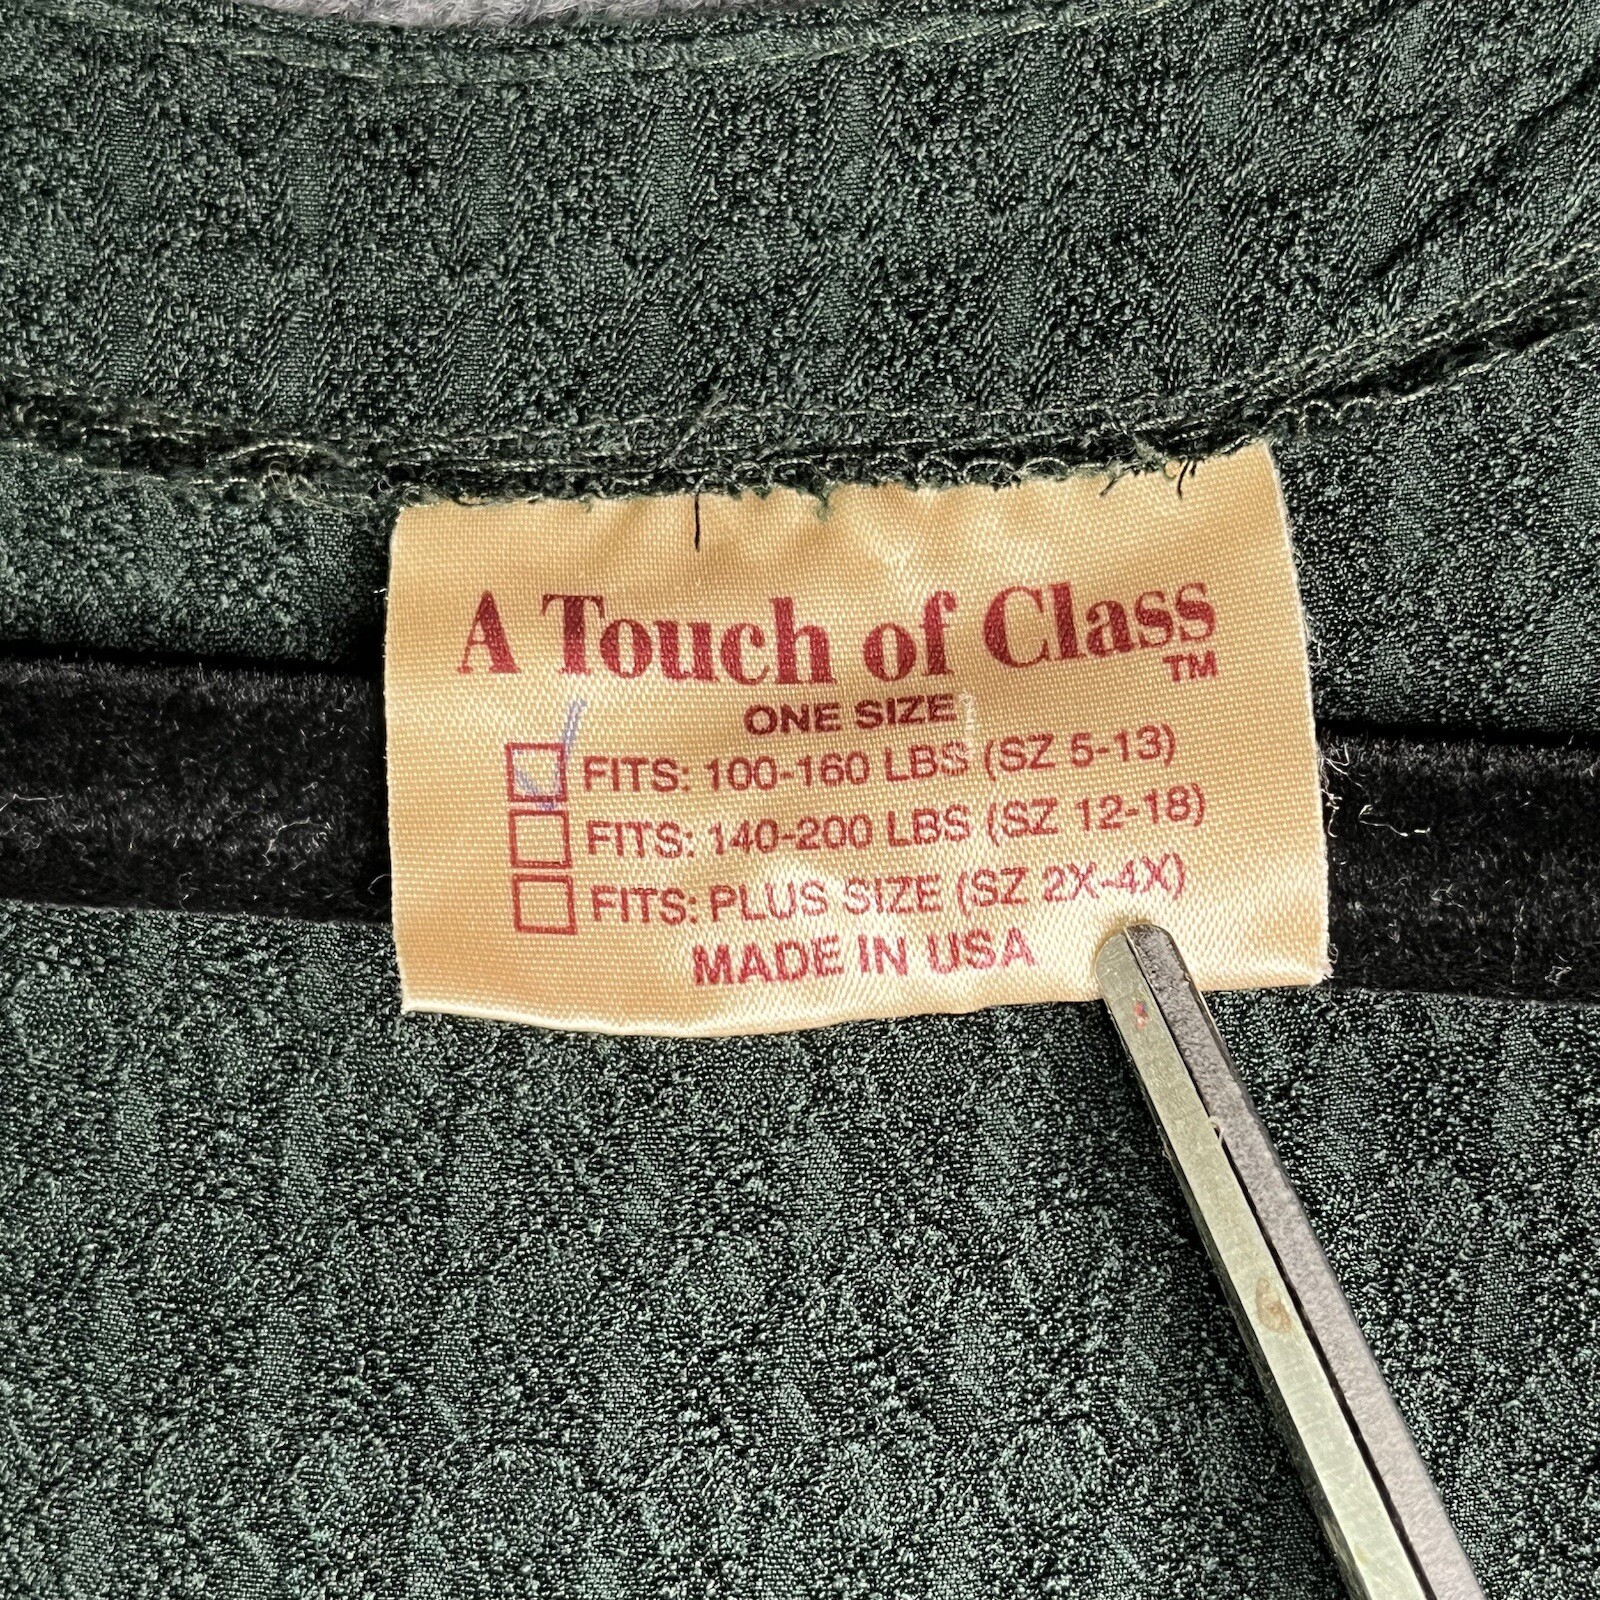 A Touch of Class
TM
ONE SIZE
FITS: 100-160 LBS (SZ 5-13)
FITS: 140-200 LBS (SZ 12-18)
FITS: PLUS SIZE (SZ 2X-4X)
MADE IN USA